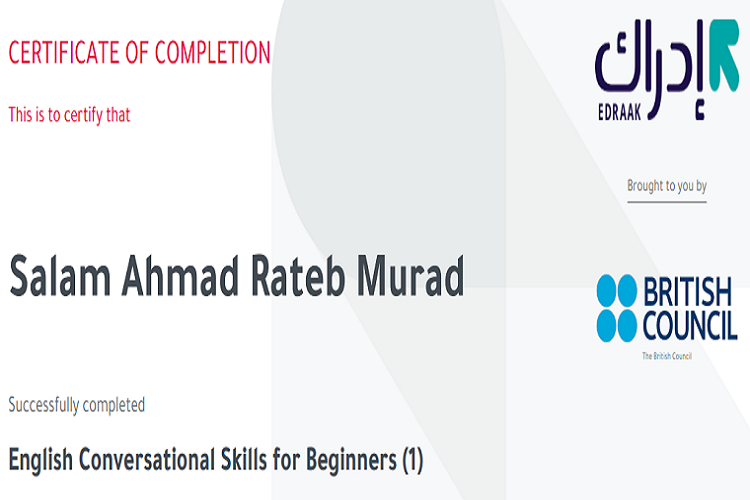 CERTIFICATE OF COMPLETION
This is to certify that
Salam Ahmad Rateb Murad
Successfully completed
English Conversational Skills for Beginners (1)
إدراك
EDRAAK
Brought to you by
BRITISH
COUNCIL
The British Council